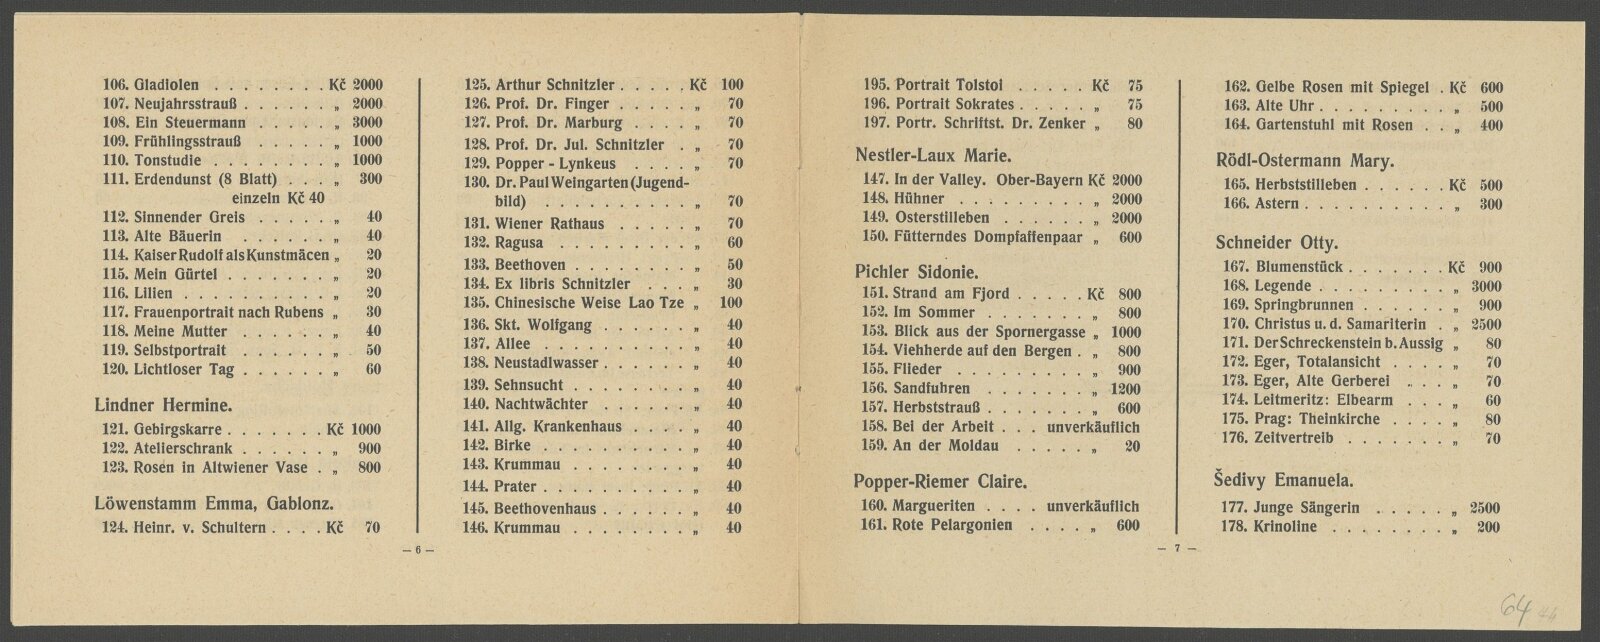 106. Gladiolen . . . . . . . . Kč 2000
107. Neujahrsstrauß . . . . . . . „ 2000
108. Ein Steuermann . . . . . . „ 3000
109. Frühlingsstrauß . . . . . . „ 1000
110. Tonstudie . . . . . . . . . „ 1000
111. Erdendunst (8 Blatt) . . . „ 300
einzeln Kč 40
112. Sinnender Greis . . . . . . „ 40
113. Alte Bäuerin . . . . . . . „ 40
114. Kaiser Rudolf als Kunstmäcen „ 20
115. Mein Gürtel . . . . . . . . „ 20
116. Lilien . . . . . . . . . . . „ 20
117. Frauenportrait nach Rubens „ 30
118. Meine Mutter . . . . . . . „ 40
119. Selbstportrait . . . . . . . „ 50
120. Lichtloser Tag . . . . . . . „ 60
Lindner Hermine.
121. Gebirgskarre . . . . . . . Kč 1000
122. Atelierschrank . . . . . . . „ 900
123. Rosen in Altwiener Vase . . „ 800
Löwenstamm Emma, Gablonz.
124. Heinr. v. Schultern . . . . Kč 70
125. Arthur Schnitzler . . . . . Kč 100
126. Prof. Dr. Finger . . . . . . „ 70
127. Prof. Dr. Marburg . . . . „ 70
128. Prof. Dr. Jul. Schnitzler . „ 70
129. Popper - Lynkeus . . . . . „ 70
130. Dr. Paul Weingarten (Jugend-
bild) . . . . . . . . . . „ 70
131. Wiener Rathaus . . . . . . „ 70
132. Ragusa . . . . . . . . . . „ 60
133. Beethoven . . . . . . . . . „ 50
134. Ex libris Schnitzler . . . . „ 30
135. Chinesische Weise Lao Tze „ 100
136. Skt. Wolfgang . . . . . . . „ 40
137. Allee . . . . . . . . . . . „ 40
138. Neustadlwasser . . . . . . . „ 40
139. Sehnsucht . . . . . . . . . „ 40
140. Nachtwächter . . . . . . . „ 40
141. Allg. Krankenhaus . . . . . „ 40
142. Birke . . . . . . . . . . . „ 40
143. Krummau . . . . . . . . . „ 40
144. Prater . . . . . . . . . . . „ 40
145. Beethovenhaus . . . . . . . „ 40
146. Krummau . . . . . . . . . „ 40
— 6 —
195. Portrait Tolstoi . . . . . Kč 75
196. Portrait Sokrates . . . . . „ 75
197. Portr. Schriftst. Dr. Zenker „ 80
Nestler-Laux Marie.
147. In der Valley. Ober-Bayern Kč 2000
148. Hühner . . . . . . . . . . „ 2000
149. Osterstilleben . . . . . . . „ 2000
150. Fütterndes Dompfaffenpaar „ 600
Pichler Sidonie.
151. Strand am Fjord . . . . . Kč 800
152. Im Sommer . . . . . . . . „ 800
153. Blick aus der Spornergasse „ 1000
154. Viehherde auf den Bergen . „ 800
155. Flieder . . . . . . . . . . „ 900
156. Sandfuhren . . . . . . . . „ 1200
157. Herbststrauß . . . . . . . . „ 600
158. Bei der Arbeit . . . unverkäuflich
159. An der Moldau . . . . . „ 20
Popper-Riemer Claire.
160. Margueriten . . . . unverkäuflich
161. Rote Pelargonien . . . . „ 600
162. Gelbe Rosen mit Spiegel . Kč 600
163. Alte Uhr . . . . . . . . . . „ 500
164. Gartenstuhl mit Rosen . . „ 400
Rödl-Ostermann Mary.
165. Herbststilleben . . . . . . Kč 500
166. Astern . . . . . . . . . . . „ 300
Schneider Otty.
167. Blumenstück . . . . . . . Kč 900
168. Legende . . . . . . . . . . „ 3000
169. Springbrunnen . . . . . . . „ 900
170. Christus u. d. Samariterin . „ 2500
171. Der Schreckenstein b. Aussig „ 80
172. Eger, Totalansicht . . . . „ 70
173. Eger, Alte Gerberei . . . . „ 70
174. Leitmeritz: Elbearm . . . . „ 60
175. Prag: Theinkirche . . . . . „ 80
176. Zeitvertreib . . . . . . . . „ 70
Šedivy Emanuela.
177. Junge Sängerin . . . . . . „ 2500
178. Krinoline . . . . . . . . . „ 200
— 7 —
64